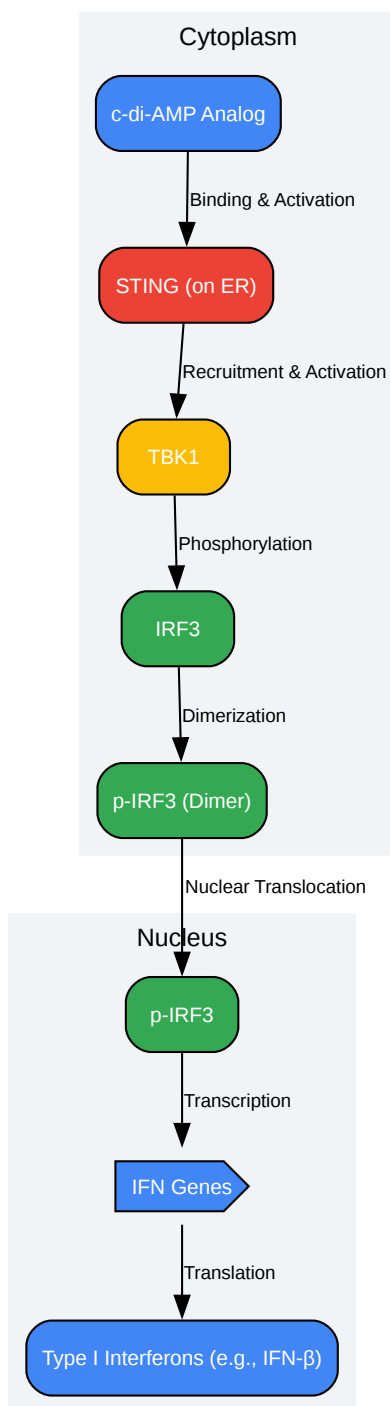 Cytoplasm
c-di-AMP Analog
Binding & Activation
STING (on ER)
Recruitment & Activation
TBK1
Phosphorylation
IRF3
Dimerization
p-IRF3 (Dimer)
Nuclear Translocation
Nucleus
p-IRF3
Transcription
IFN Genes
Translation
Type I Interferons (e.g., IFN-β)